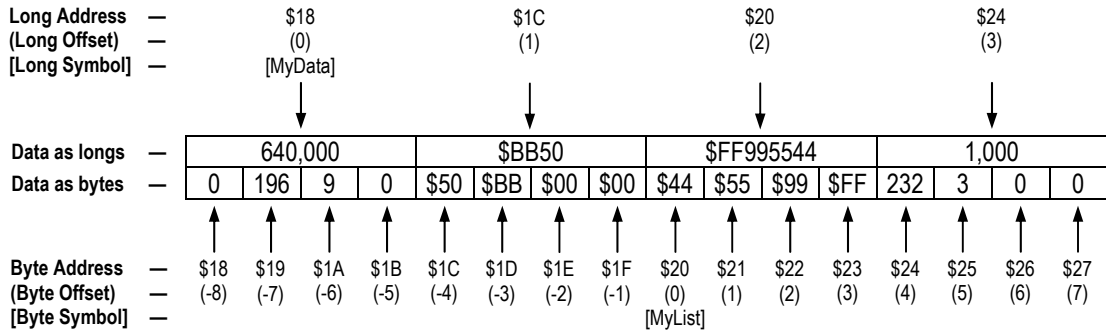 Long Address — $18 $1C $20 $24
(Long Offset) — (0) (1) (2) (3)
[Long Symbol] — [MyData]
Data as longs — 640,000 $BB50 $FF995544 1,000
Data as bytes — 0 196 9 0 $50 $BB $00 $00 $44 $55 $99 $FF 232 3 0 0
Byte Address — $18 $19 $1A $1B $1C $1D $1E $1F $20 $21 $22 $23 $24 $25 $26 $27
(Byte Offset) — (-8) (-7) (-6) (-5) (-4) (-3) (-2) (-1) (0) (1) (2) (3) (4) (5) (6) (7)
[Byte Symbol] — [MyList]